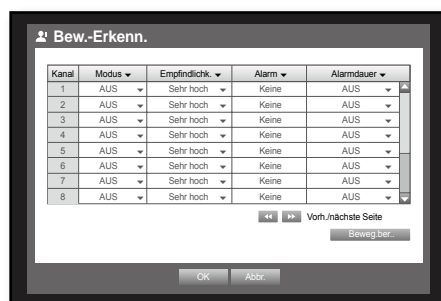 Bew.-Erkenn.
Kanal Modus Empfindlichk. Alarm Alarmdauer
1 AUS Sehr hoch Keine AUS
2 AUS Sehr hoch Keine AUS
3 AUS Sehr hoch Keine AUS
4 AUS Sehr hoch Keine AUS
5 AUS Sehr hoch Keine AUS
6 AUS Sehr hoch Keine AUS
7 AUS Sehr hoch Keine AUS
8 AUS Sehr hoch Keine AUS
Vorh./nächste Seite
Beweg.ber..
OK Abbr.